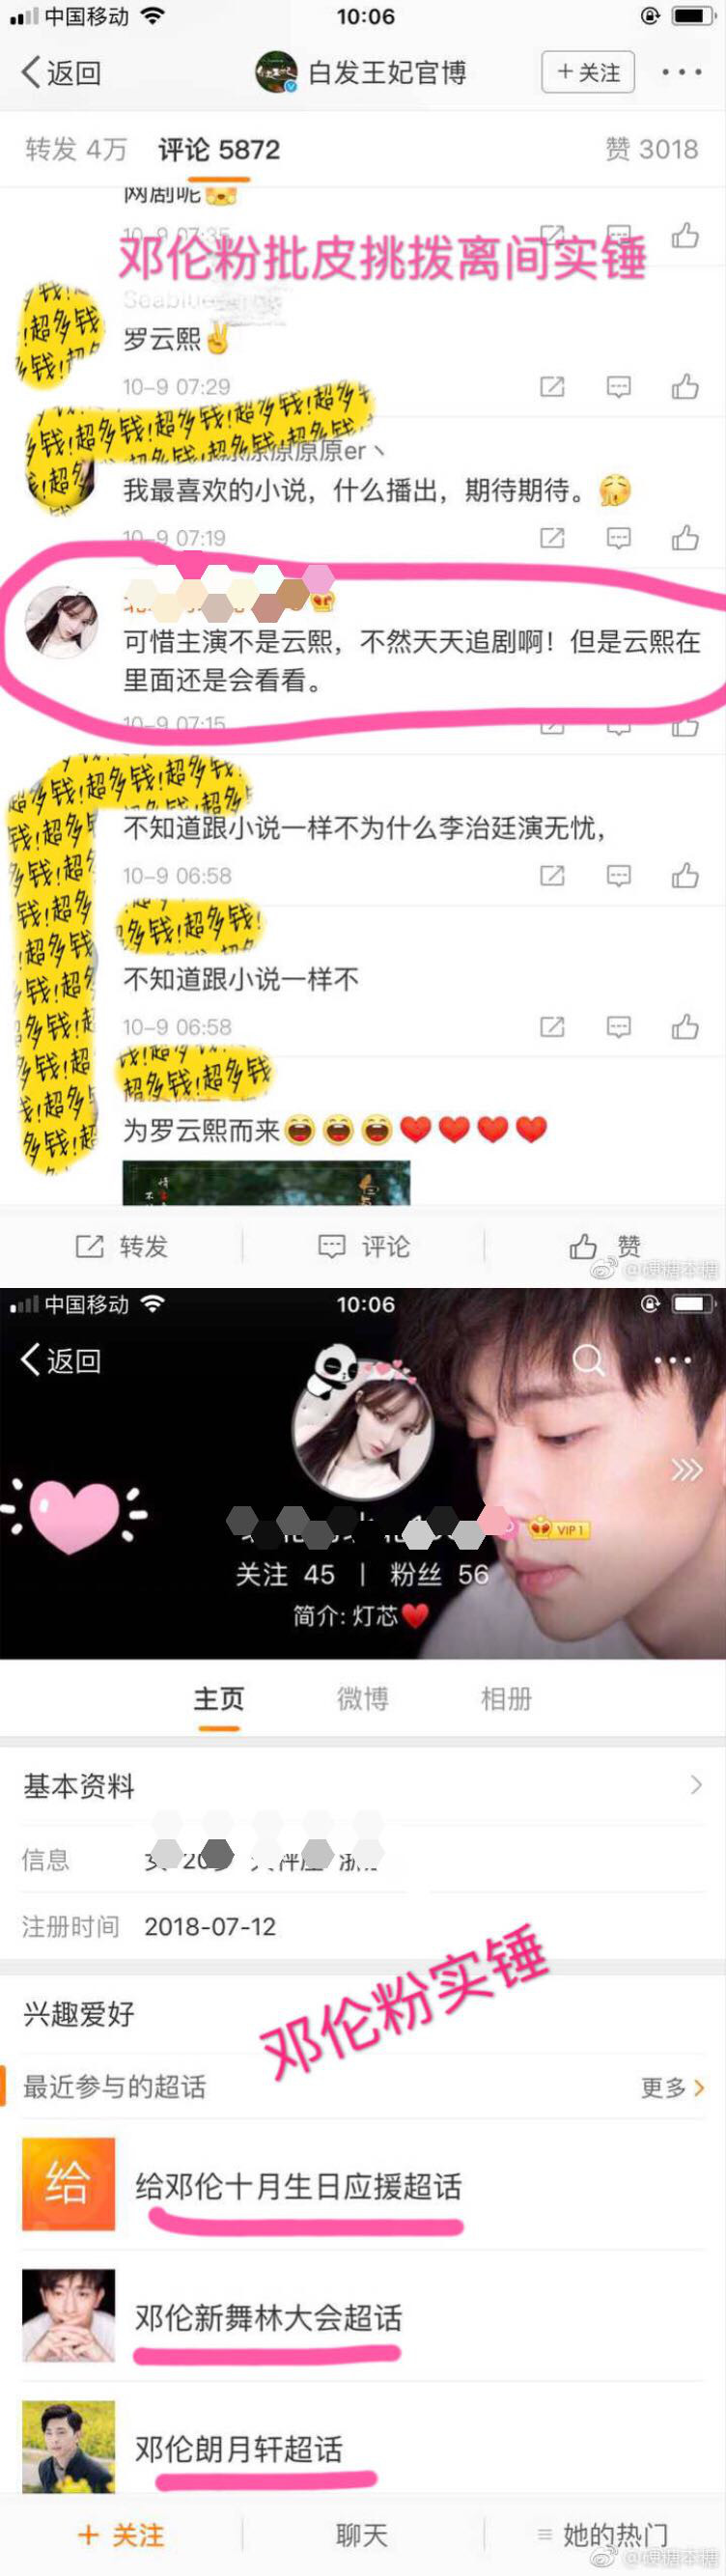 中国移动
10:06
返回
白发王妃官博
+关注
转发 4万
评论 5872
赞 3018
网剧呢
10-9 07:35
邓伦粉批皮挑拨离间实锤
罗云熙
10-9 07:29
超多钱!超多钱!超多钱!超多钱
原原原原er丶
我最喜欢的小说，什么播出，期待期待。
10-9 07:19
可惜主演不是云熙，不然天天追剧啊！但是云熙在
里面还是会看看。
10-9 07:15
不知道跟小说一样不为什么李治廷演无忧,
10-9 06:58
不知道跟小说一样不
10-9 06:58
为罗云熙而来
转发
评论
赞
@硬糖本糖
中国移动
10:06
返回
VIP 1
关注 45 | 粉丝 56
简介: 灯芯
主页
微博
相册
基本资料
信息
注册时间 2018-07-12
邓伦粉实锤
兴趣爱好
最近参与的超话
更多
给
给邓伦十月生日应援超话
邓伦新舞林大会超话
邓伦朗月轩超话
+ 关注
聊天
她的热门
@硬糖本糖